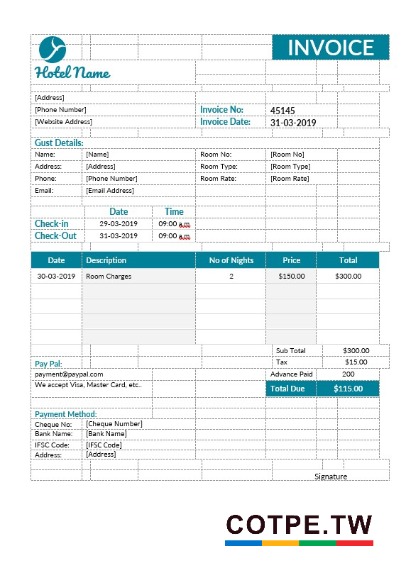 INVOICE
Hotel Name
[Address]
[Phone Number] Invoice No: 45145
[Website Address] Invoice Date: 31-03-2019
Gust Details:
Name: [Name] Room No: [Room No]
Address: [Address] Room Type: [Room Type]
Phone: [Phone Number] Room Rate: [Room Rate]
Email: [Email Address]
Date Time
Check-in 29-03-2019 09:00 a.m
Check-Out 31-03-2019 09:00 a.m
Date Description No of Nights Price Total
30-03-2019 Room Charges 2 $150.00 $300.00
Sub Total $300.00
Pay Pal: Tax $15.00
payment@paypal.com Advance Paid 200
We accept Visa, Master Card, etc.. Total Due $115.00
Payment Method:
Cheque No: [Cheque Number]
Bank Name: [Bank Name]
IFSC Code: [IFSC Code]
Address: [Address]
Signature
COTPE.TW